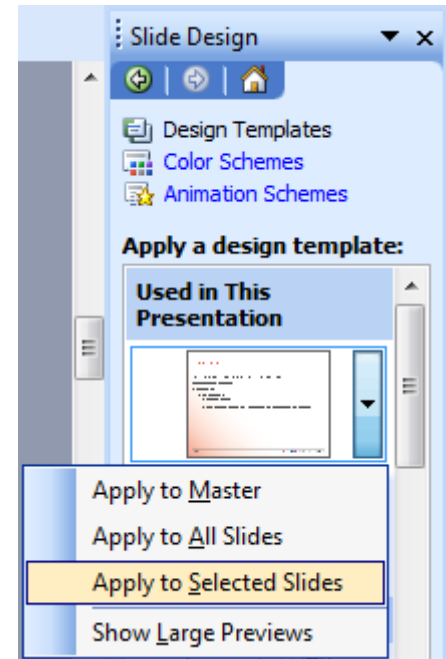 Slide Design
Design Templates
Color Schemes
Animation Schemes
Apply a design template:
Used in This
Presentation
Apply to Master
Apply to All Slides
Apply to Selected Slides
Show Large Previews